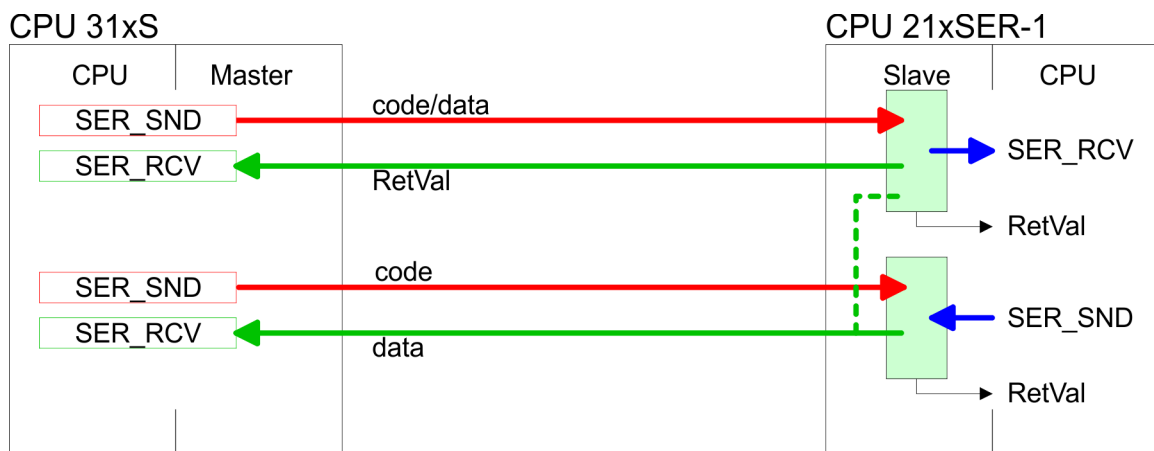 CPU 31xS
CPU 21xSER-1
CPU
Master
Slave
CPU
SER_SND
code/data
SER_RCV
SER_RCV
RetVal
RetVal
SER_SND
code
SER_RCV
data
SER_SND
RetVal